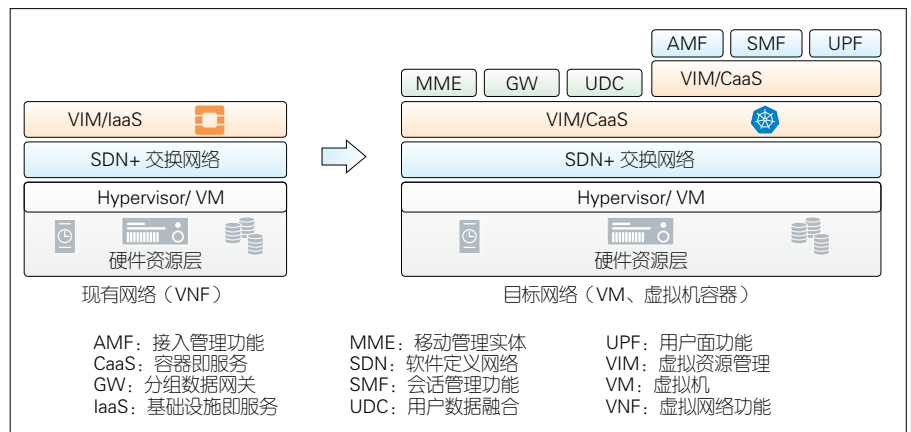 AMF SMF UPF
MME GW UDC VIM/CaaS
VIM/IaaS VIM/CaaS
SDN+ 交换网络 SDN+ 交换网络
Hypervisor/ VM Hypervisor/ VM
硬件资源层 硬件资源层
现有网络（VNF） 目标网络（VM、虚拟机容器）
AMF：接入管理功能 MME：移动管理实体 UPF：用户面功能
CaaS：容器即服务 SDN：软件定义网络 VIM：虚拟资源管理
GW：分组数据网关 SMF：会话管理功能 VM：虚拟机
IaaS：基础设施即服务 UDC：用户数据融合 VNF：虚拟网络功能